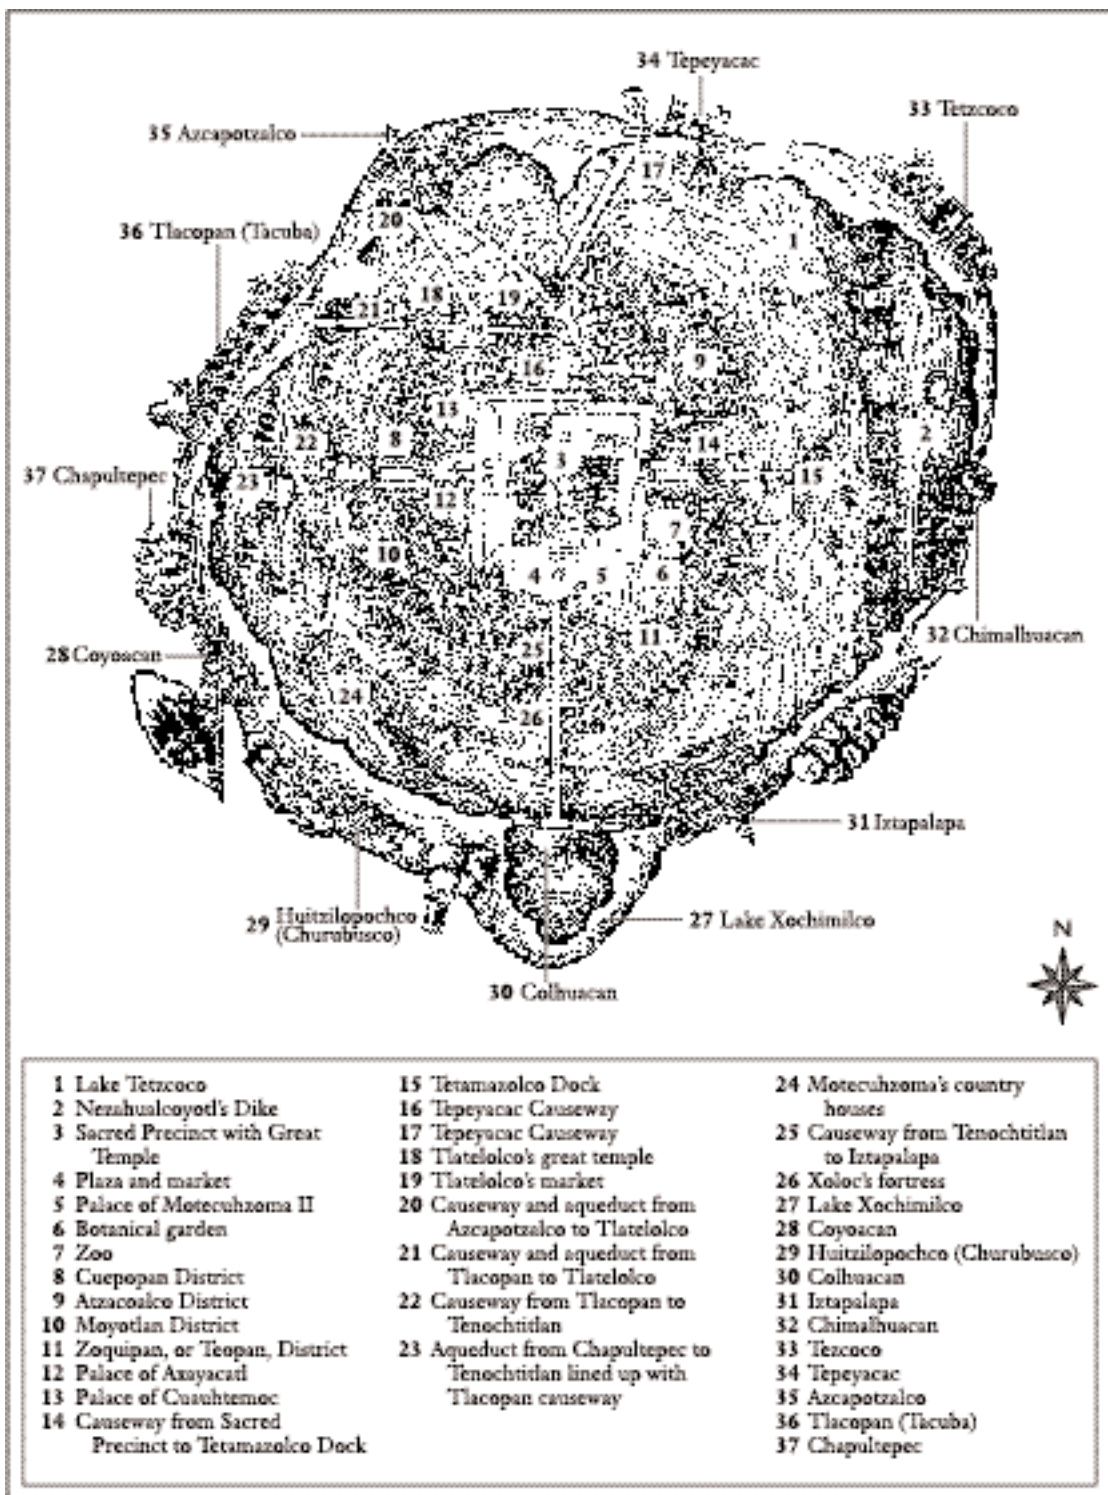 34 Tepeyacac
33 Tetzcoco
35 Azcapotzalco
17
20
36 Tlacopan (Tacuba)
1
18
19
21
16
9
13
8
22
14
3
2
37 Chapultepec
15
23
12
7
10
4
5
6
32 Chimalhuacan
11
25
28 Coyoacan
24
26
31 Iztapalapa
29 Huitzilopochco
(Churubusco)
27 Lake Xochimilco
N
30 Colhuacan
1 Lake Tetzcoco
2 Nezahualcoyotl's Dike
3 Sacred Precinct with Great
Temple
4 Plaza and market
5 Palace of Motecuhzoma II
6 Botanical garden
7 Zoo
8 Cuepopan District
9 Atzacoalco District
10 Moyotlan District
11 Zoquipan, or Teopan, District
12 Palace of Axayacatl
13 Palace of Cuauhtemoc
14 Causeway from Sacred
Precinct to Tetamazolco Dock
15 Tetamazolco Dock
16 Tepeyacac Causeway
17 Tepeyacac Causeway
18 Tlatelolco's great temple
19 Tlatelolco's market
20 Causeway and aqueduct from
Azcapotzalco to Tlatelolco
21 Causeway and aqueduct from
Tlacopan to Tlatelolco
22 Causeway from Tlacopan to
Tenochtitlan
23 Aqueduct from Chapultepec to
Tenochtitlan lined up with
Tlacopan causeway
24 Motecuhzoma's country
houses
25 Causeway from Tenochtitlan
to Iztapalapa
26 Xoloc's fortress
27 Lake Xochimilco
28 Coyoacan
29 Huitzilopochco (Churubusco)
30 Colhuacan
31 Iztapalapa
32 Chimalhuacan
33 Tezcoco
34 Tepeyacac
35 Azcapotzalco
36 Tlacopan (Tacuba)
37 Chapultepec